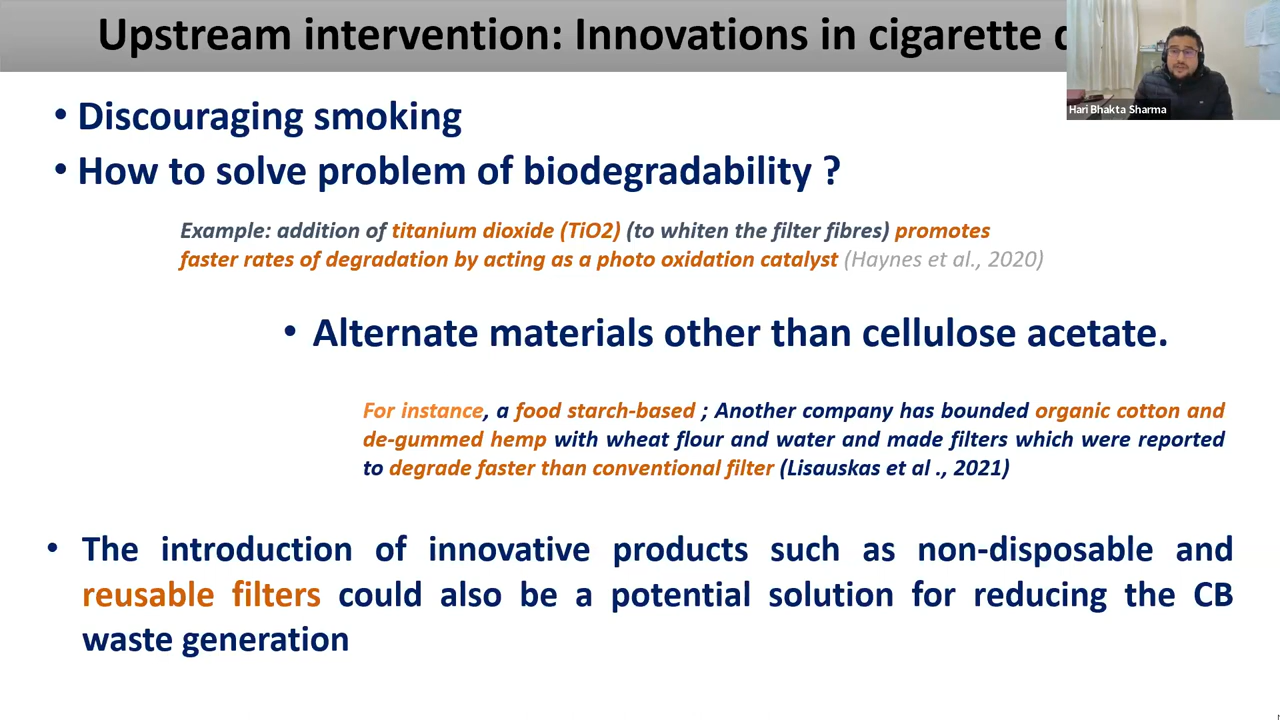 Upstream intervention: Innovations in cigarette
Hari Bhakta Sharma
• Discouraging smoking
• How to solve problem of biodegradability ?
Example: addition of titanium dioxide (TiO2) (to whiten the filter fibres) promotes
faster rates of degradation by acting as a photo oxidation catalyst (Haynes et al., 2020)
• Alternate materials other than cellulose acetate.
For instance, a food starch-based ; Another company has bounded organic cotton and
de-gummed hemp with wheat flour and water and made filters which were reported
to degrade faster than conventional filter (Lisauskas et al ., 2021)
• The introduction of innovative products such as non-disposable and
reusable filters could also be a potential solution for reducing the CB
waste generation